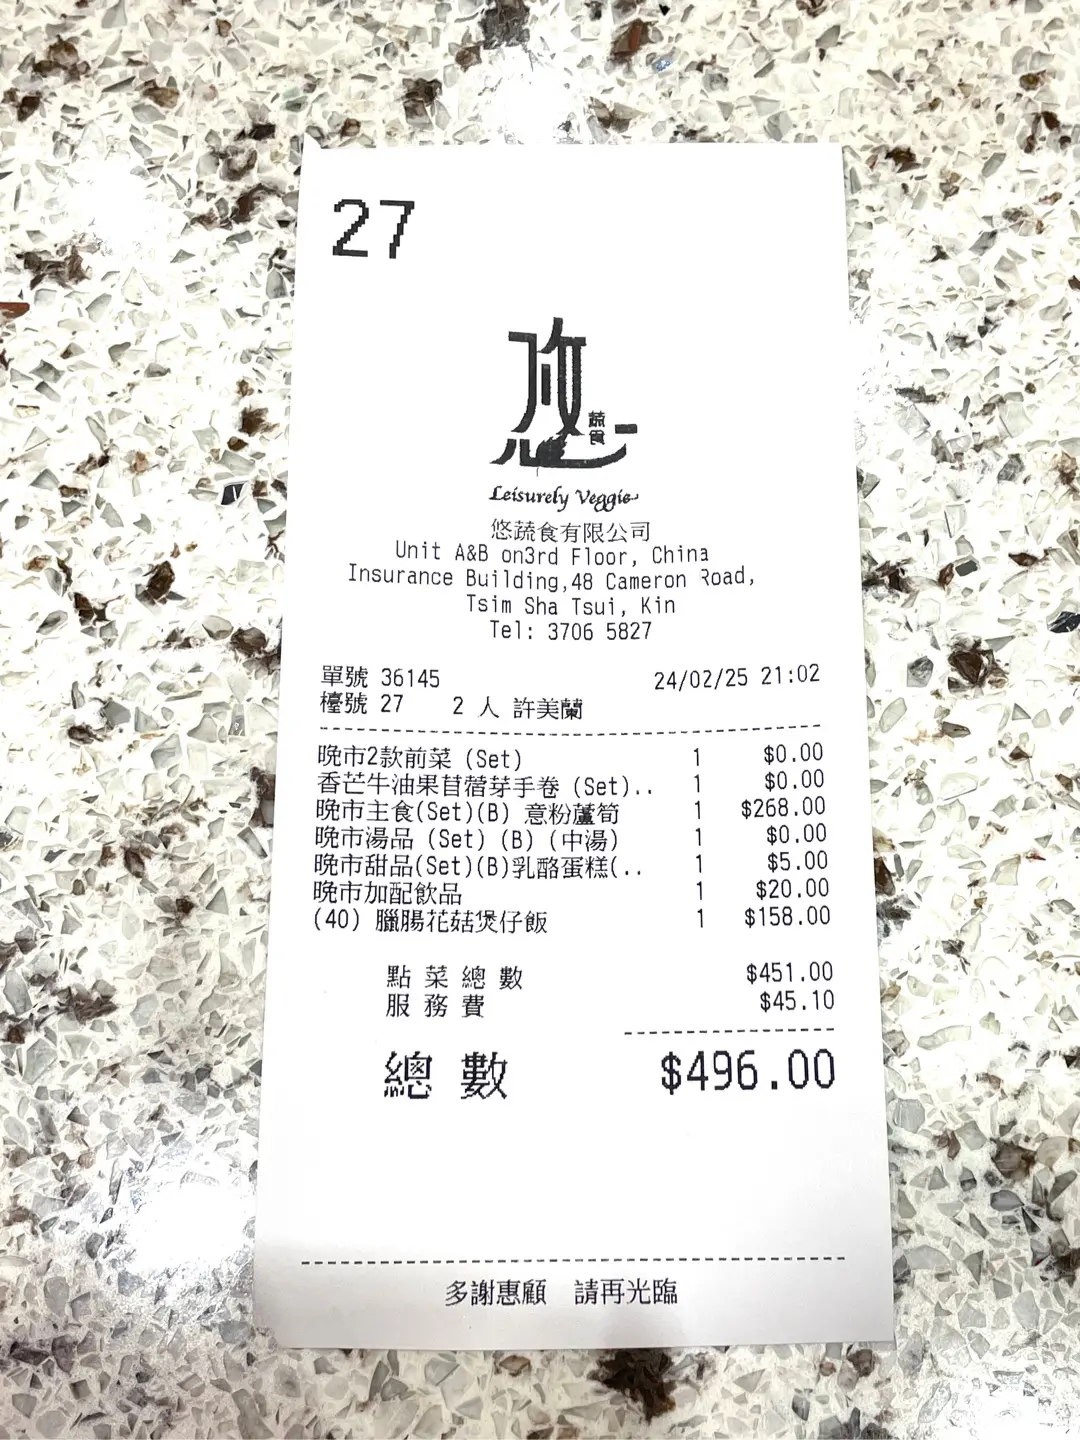 27
悠
蔬食
Leisurely Veggie
悠蔬食有限公司
Unit A&B on3rd Floor, China
Insurance Building,48 Cameron Road,
Tsim Sha Tsui, Kin
Tel: 3706 5827
單號 36145 24/02/25 21:02
檯號 27 2 人 許美蘭
晚市2款前菜 (Set) 1 $0.00
香芒牛油果苜蓿芽手卷 (Set).. 1 $0.00
晚市主食(Set)(B) 意粉蘆筍 1 $268.00
晚市湯品 (Set) (B) (中湯) 1 $0.00
晚市甜品(Set)(B)乳酪蛋糕(.. 1 $5.00
晚市加配飲品 1 $20.00
(40) 臘腸花菇煲仔飯 1 $158.00
點菜總數 $451.00
服務費 $45.10
總數 $496.00
多謝惠顧 請再光臨